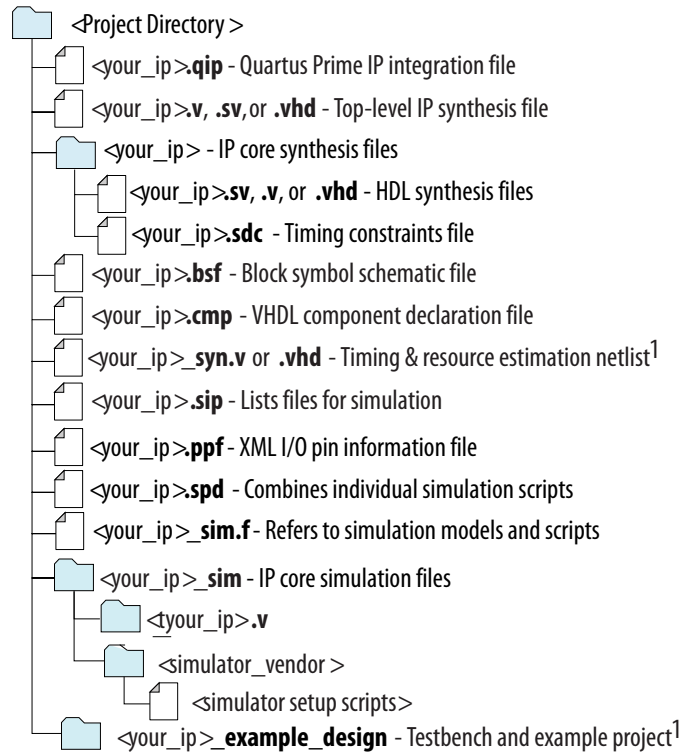 <Project Directory >
<your_ip>.qip - Quartus Prime IP integration file
<your_ip>.v, .sv, or .vhd - Top-level IP synthesis file
<your_ip> - IP core synthesis files
<your_ip>.sv, .v, or .vhd - HDL synthesis files
<your_ip>.sdc - Timing constraints file
<your_ip>.bsf - Block symbol schematic file
<your_ip>.cmp - VHDL component declaration file
<your_ip>_syn.v or .vhd - Timing & resource estimation netlist1
<your_ip>.sip - Lists files for simulation
<your_ip>.ppf - XML I/O pin information file
<your_ip>.spd - Combines individual simulation scripts
<your_ip>_sim.f - Refers to simulation models and scripts
<your_ip>_sim - IP core simulation files
<tyour_ip>.v
<simulator_vendor >
<simulator setup scripts>
<your_ip>_example_design - Testbench and example project1